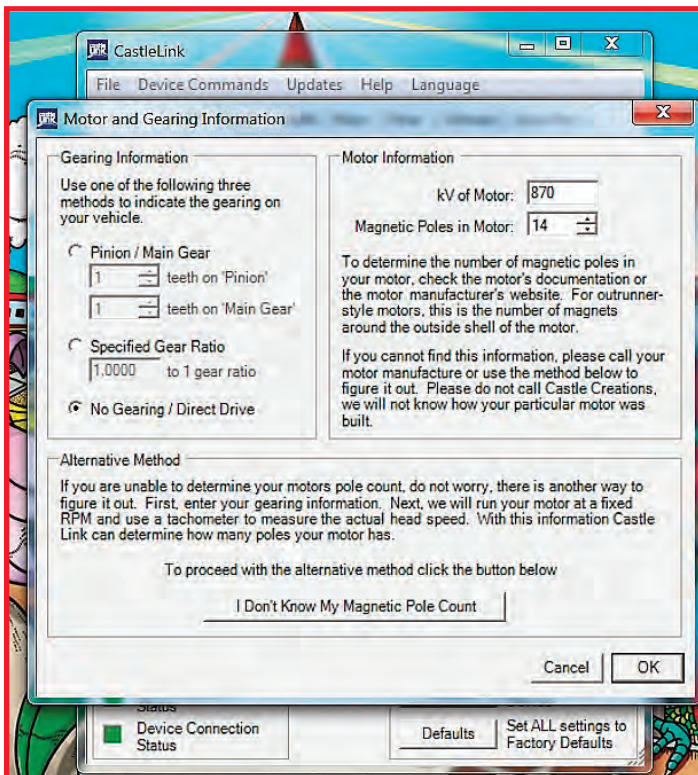 CastleLink
File Device Commands Updates Help Language
Motor and Gearing Information
Gearing Information
Use one of the following three
methods to indicate the gearing on
your vehicle.
Pinion / Main Gear
1 teeth on 'Pinion'
1 teeth on 'Main Gear'
Specified Gear Ratio
1.0000 to 1 gear ratio
No Gearing / Direct Drive
Motor Information
kV of Motor: 870
Magnetic Poles in Motor: 14
To determine the number of magnetic poles in
your motor, check the motor's documentation or
the motor manufacturer's website. For outrunner-
style motors, this is the number of magnets
around the outside shell of the motor.
If you cannot find this information, please call your
motor manufacture or use the method below to
figure it out. Please do not call Castle Creations,
we will not know how your particular motor was
built.
Alternative Method
If you are unable to determine your motors pole count, do not worry, there is another way to
figure it out. First, enter your gearing information. Next, we will run your motor at a fixed
RPM and use a tachometer to measure the actual head speed. With this information Castle
Link can determine how many poles your motor has.
To proceed with the alternative method click the button below
I Don't Know My Magnetic Pole Count
Cancel OK
Status
Device Connection
Status
Defaults
Set ALL settings to
Factory Defaults